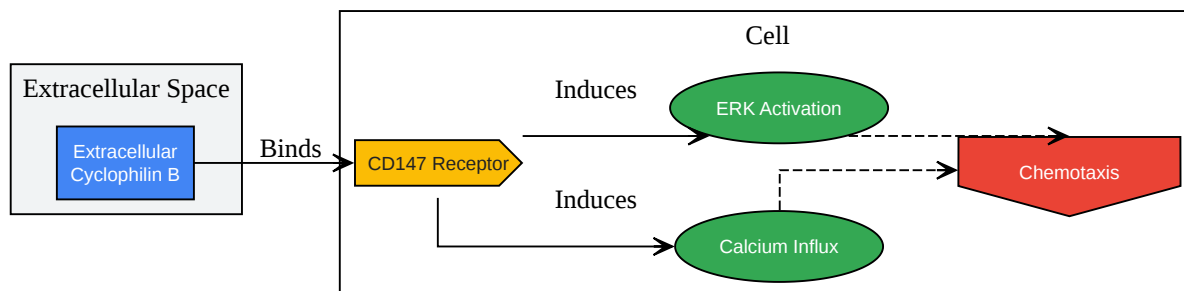 Cell
Extracellular Space
Induces
ERK Activation
Extracellular
Cyclophilin B
Binds
CD147 Receptor
Chemotaxis
Induces
Calcium Influx